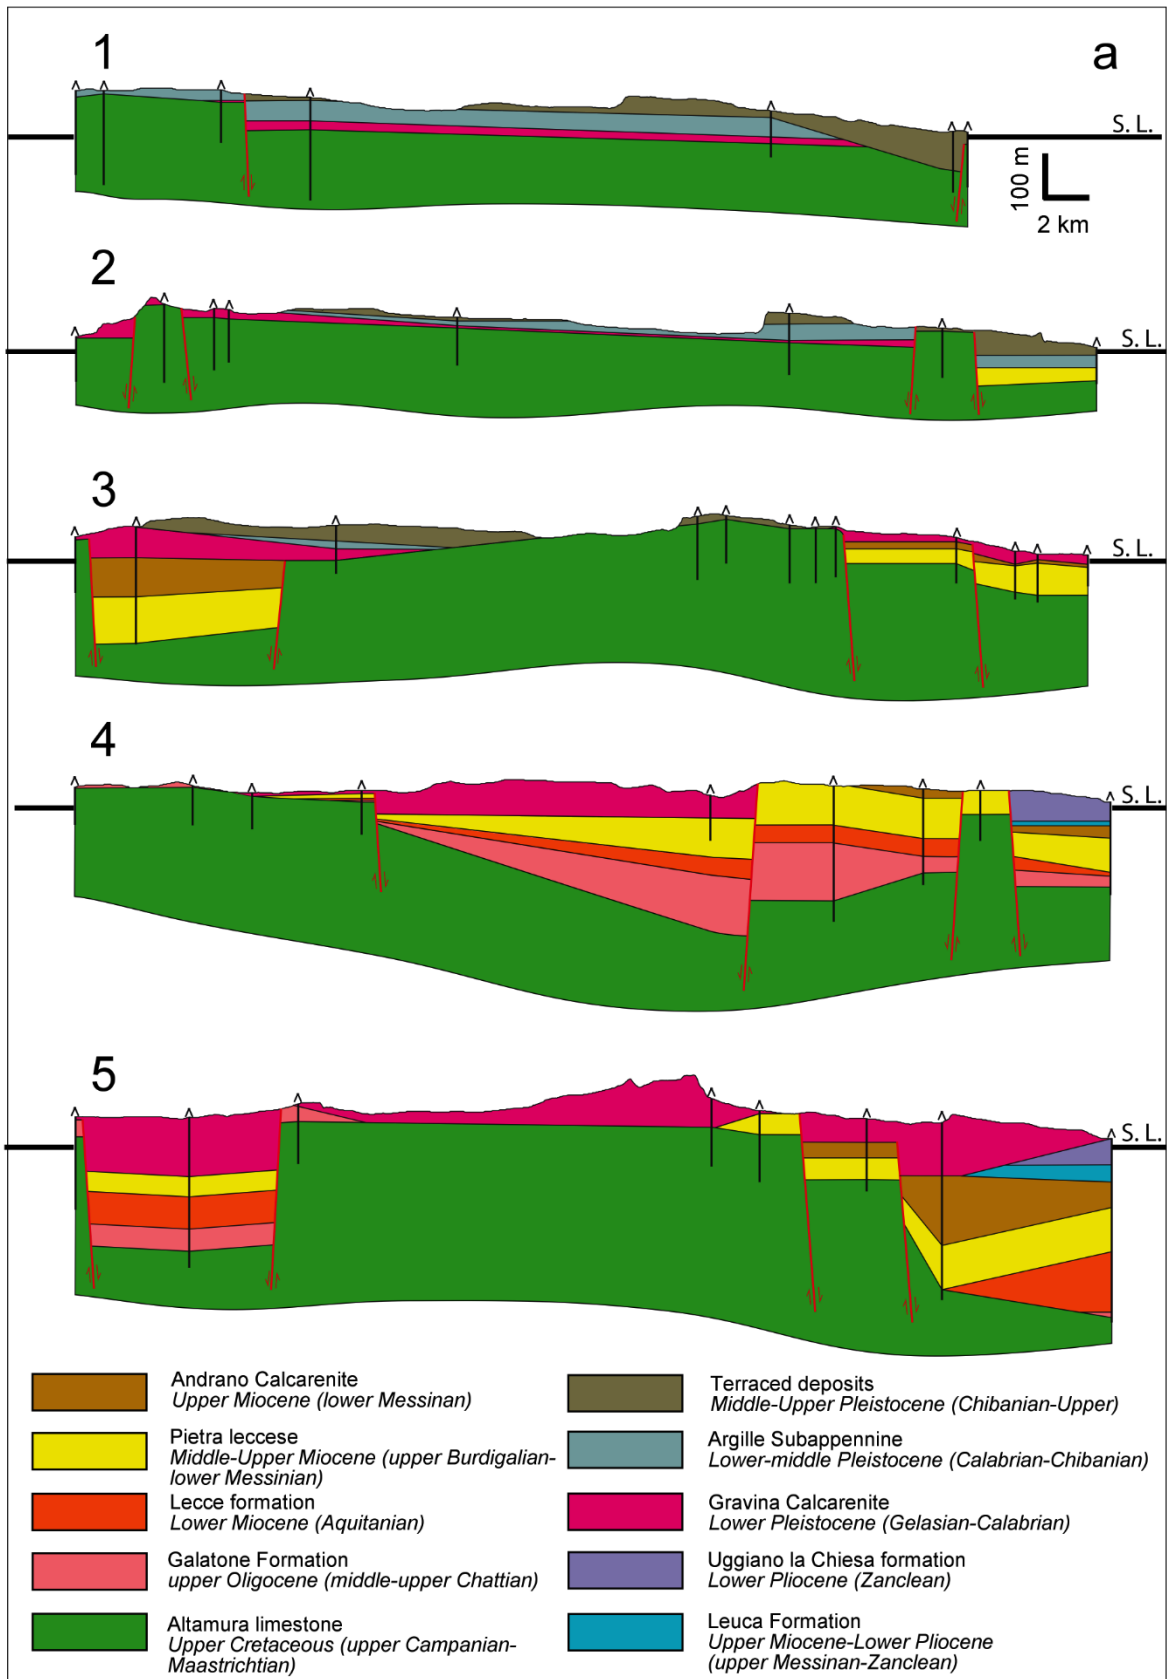 1
a
S. L.
100 m
2 km
2
S. L.
3
S. L.
4
S. L.
5
S. L.
Andrano Calcarenite
Upper Miocene (lower Messinan)
Pietra leccese
Middle-Upper Miocene (upper Burdigalian-
lower Messinian)
Lecce formation
Lower Miocene (Aquitanian)
Galatone Formation
upper Oligocene (middle-upper Chattian)
Altamura limestone
Upper Cretaceous (upper Campanian-
Maastrichtian)
Terraced deposits
Middle-Upper Pleistocene (Chibanian-Upper)
Argille Subappennine
Lower-middle Pleistocene (Calabrian-Chibanian)
Gravina Calcarenite
Lower Pleistocene (Gelasian-Calabrian)
Uggiano la Chiesa formation
Lower Pliocene (Zanclean)
Leuca Formation
Upper Miocene-Lower Pliocene
(upper Messinan-Zanclean)